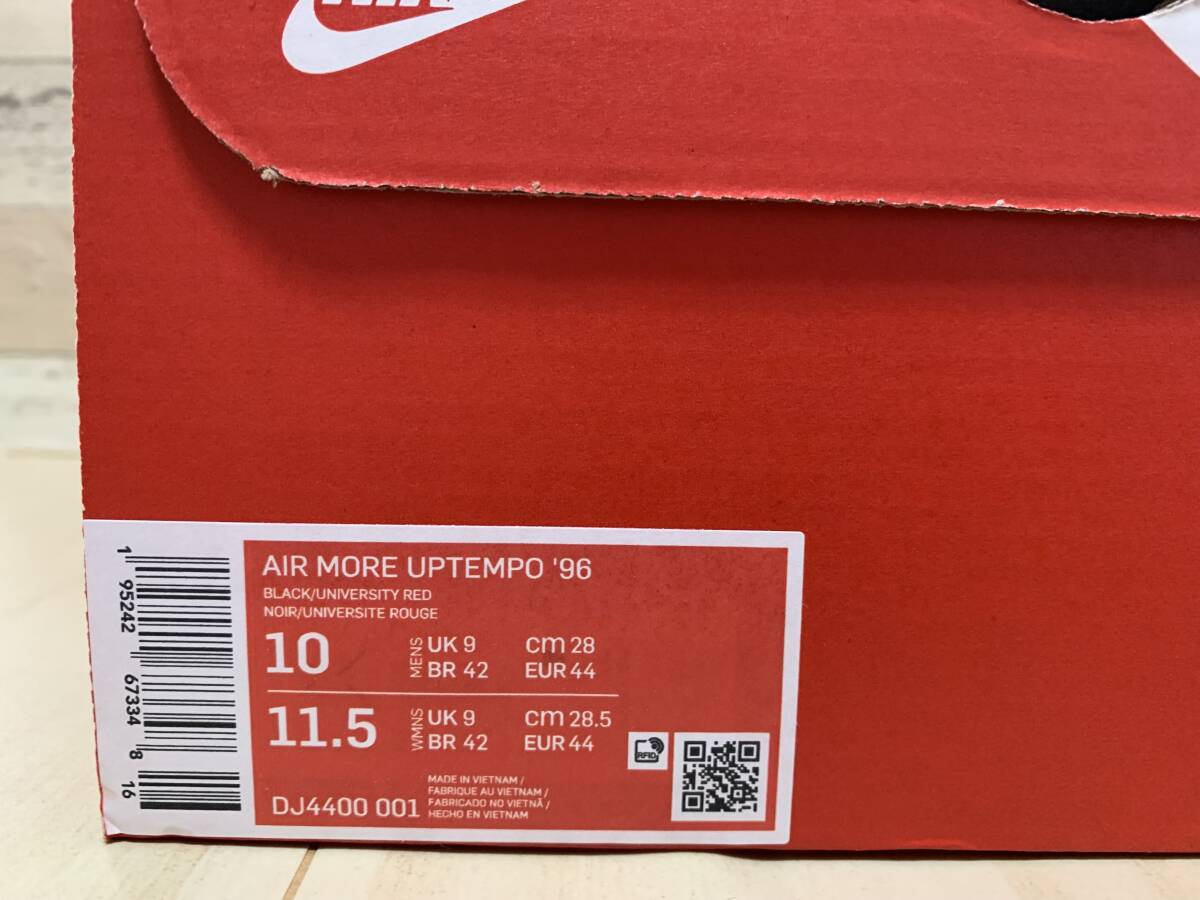 AIR MORE UPTEMPO '96
BLACK/UNIVERSITY RED
NOIR/UNIVERSITE ROUGE
10 MENS UK 9 cm 28
BR 42 EUR 44
11.5 WMNS UK 9 cm 28.5
BR 42 EUR 44
RFID
DJ4400 001
MADE IN VIETNAM /
FABRIQUE AU VIETNAM /
FABRICADO NO VIETNÃ /
HECHO EN VIETNAM
1 95242 67334 8 16